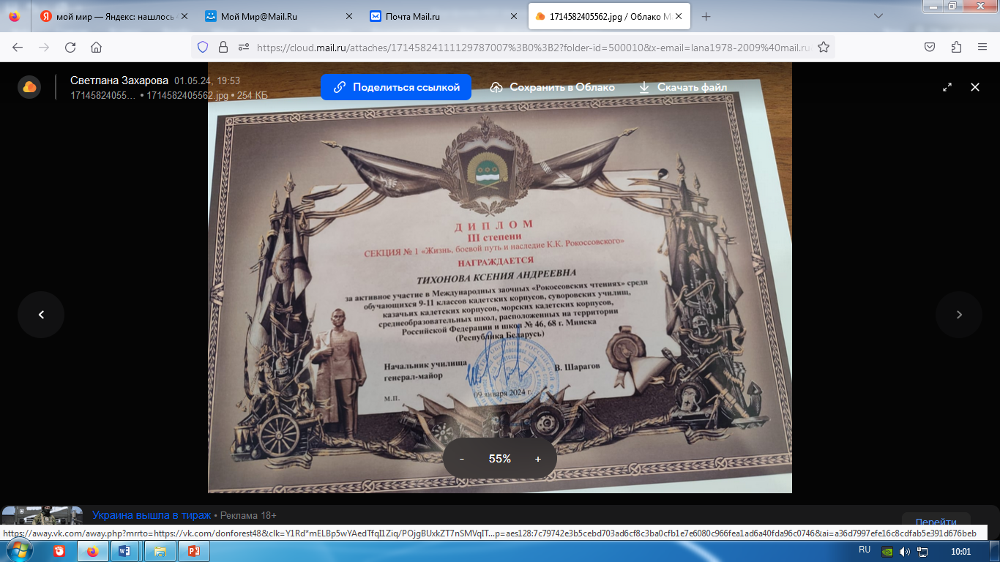 мой мир — Яндекс: нашлось
Мой Мир@Mail.Ru
Почта Mail.ru
1714582405562.jpg / Облако M
https://cloud.mail.ru/attaches/17145824111129787007%3B0%3B2?folder-id=500010&x-email=lana1978-2009%40mail.ru
Светлана Захарова 01.05.24, 19:53
17145824055... • 1714582405562.jpg • 254 КБ
Поделиться ссылкой
Сохранить в Облако
Скачать файл
ДИПЛОМ
III степени
СЕКЦИЯ № 1 «Жизнь, боевой путь и наследие К.К. Рокоссовского»
НАГРАЖДАЕТСЯ
ТИХОНОВА КСЕНИЯ АНДРЕЕВНА
за активное участие в Международных заочных «Рокоссовских чтениях» среди
обучающихся 9-11 классов кадетских корпусов, суворовских училищ,
казачьих кадетских корпусов, морских кадетских корпусов,
среднеобразовательных школ, расположенных на территории
Российской Федерации и школ № 46, 68 г. Минска
(Республика Беларусь)
Начальник училища
генерал-майор
В. Шарагов
м.п.
09 января 2024 г.
- 55% +
Украина вышла в тираж • Реклама 18+
Перейти
https://away.vk.com/away.php?mrrto=https://vk.com/donforest48&clk=Y1Rd*mELBp5wYAedTfqI1Ziq/POjgBUxkZT7nSMVqIT...p=aes128:7c79742e3b5cebd703ad6cf8c3ba0cfb1e7e6080c966fea1ad6a40fda96c0746&ai=a36d7997efe16c8cdfab5e391d676beb
RU
10:01